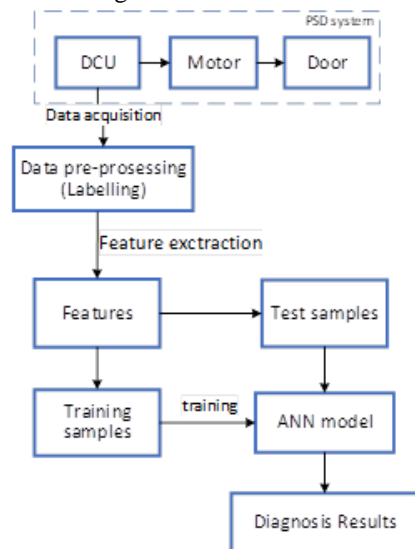 PSD system
DCU
Motor
Door
Data acquisition
Data pre-prosessing
(Labelling)
Feature exctraction
Features
Test samples
Training
samples
training
ANN model
Diagnosis Results